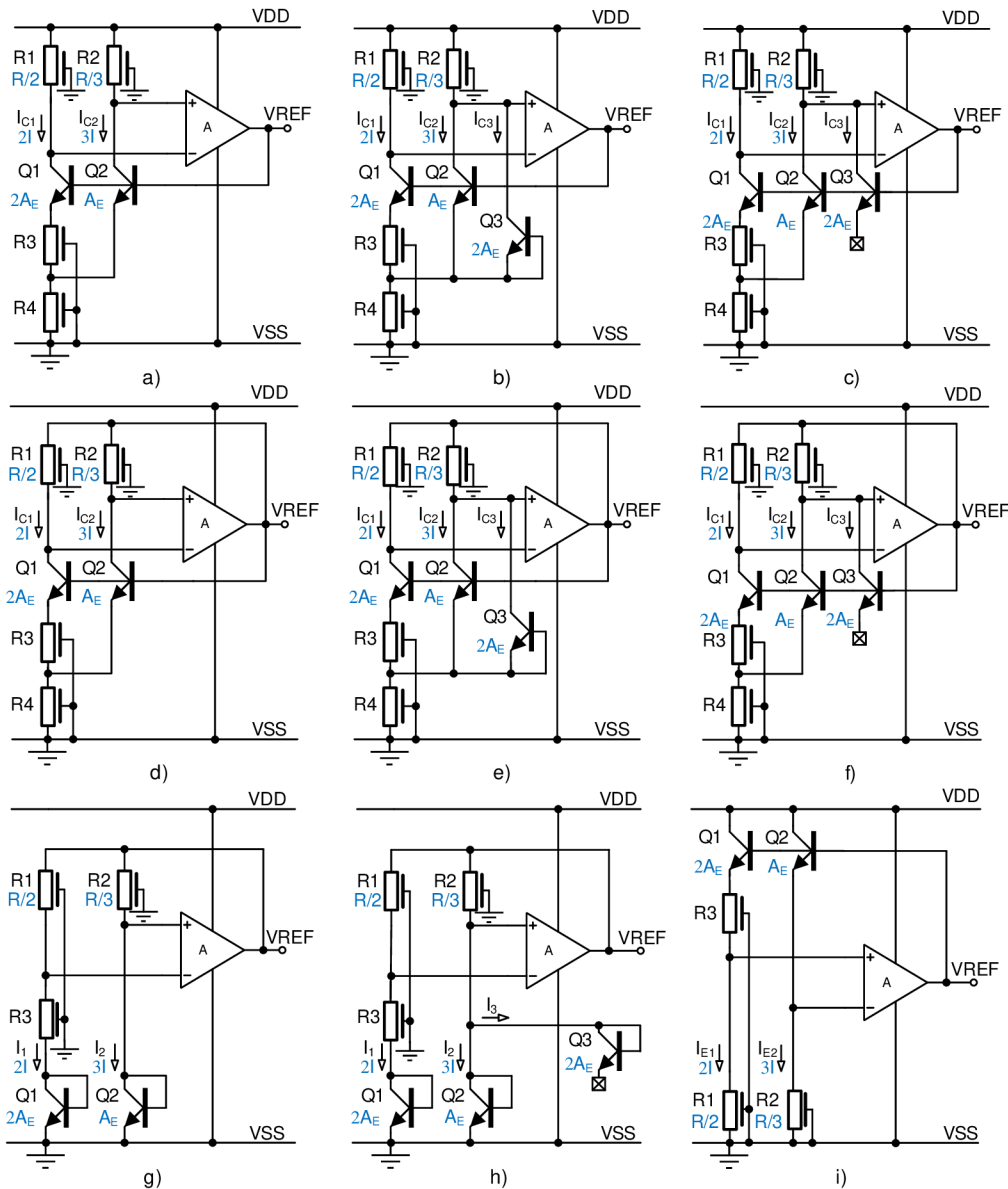 VDD
R1
R/2
R2
R/3
IC1
2I
IC2
3I
+
−
A
VREF
Q1
2AE
Q2
AE
R3
R4
VSS
a)
VDD
R1
R/2
R2
R/3
IC1
2I
IC2
3I
IC3
+
−
A
VREF
Q1
2AE
Q2
AE
Q3
2AE
R3
R4
VSS
b)
VDD
R1
R/2
R2
R/3
IC1
2I
IC2
3I
IC3
+
−
A
VREF
Q1
2AE
Q2
AE
Q3
2AE
R3
R4
VSS
c)
VDD
R1
R/2
R2
R/3
IC1
2I
IC2
3I
+
−
A
VREF
Q1
2AE
Q2
AE
R3
R4
VSS
d)
VDD
R1
R/2
R2
R/3
IC1
2I
IC2
3I
IC3
+
−
A
VREF
Q1
2AE
Q2
AE
Q3
2AE
R3
R4
VSS
e)
VDD
R1
R/2
R2
R/3
IC1
2I
IC2
3I
IC3
+
−
A
VREF
Q1
2AE
Q2
AE
Q3
2AE
R3
R4
VSS
f)
VDD
R1
R/2
R2
R/3
+
−
A
VREF
R3
I1
2I
I2
3I
Q1
2AE
Q2
AE
VSS
g)
VDD
R1
R/2
R2
R/3
+
−
A
VREF
R3
I3
I1
2I
I2
3I
Q3
2AE
Q1
2AE
Q2
AE
VSS
h)
VDD
Q1
2AE
Q2
AE
R3
+
−
A
VREF
IE1
2I
IE2
3I
R1
R/2
R2
R/3
VSS
i)